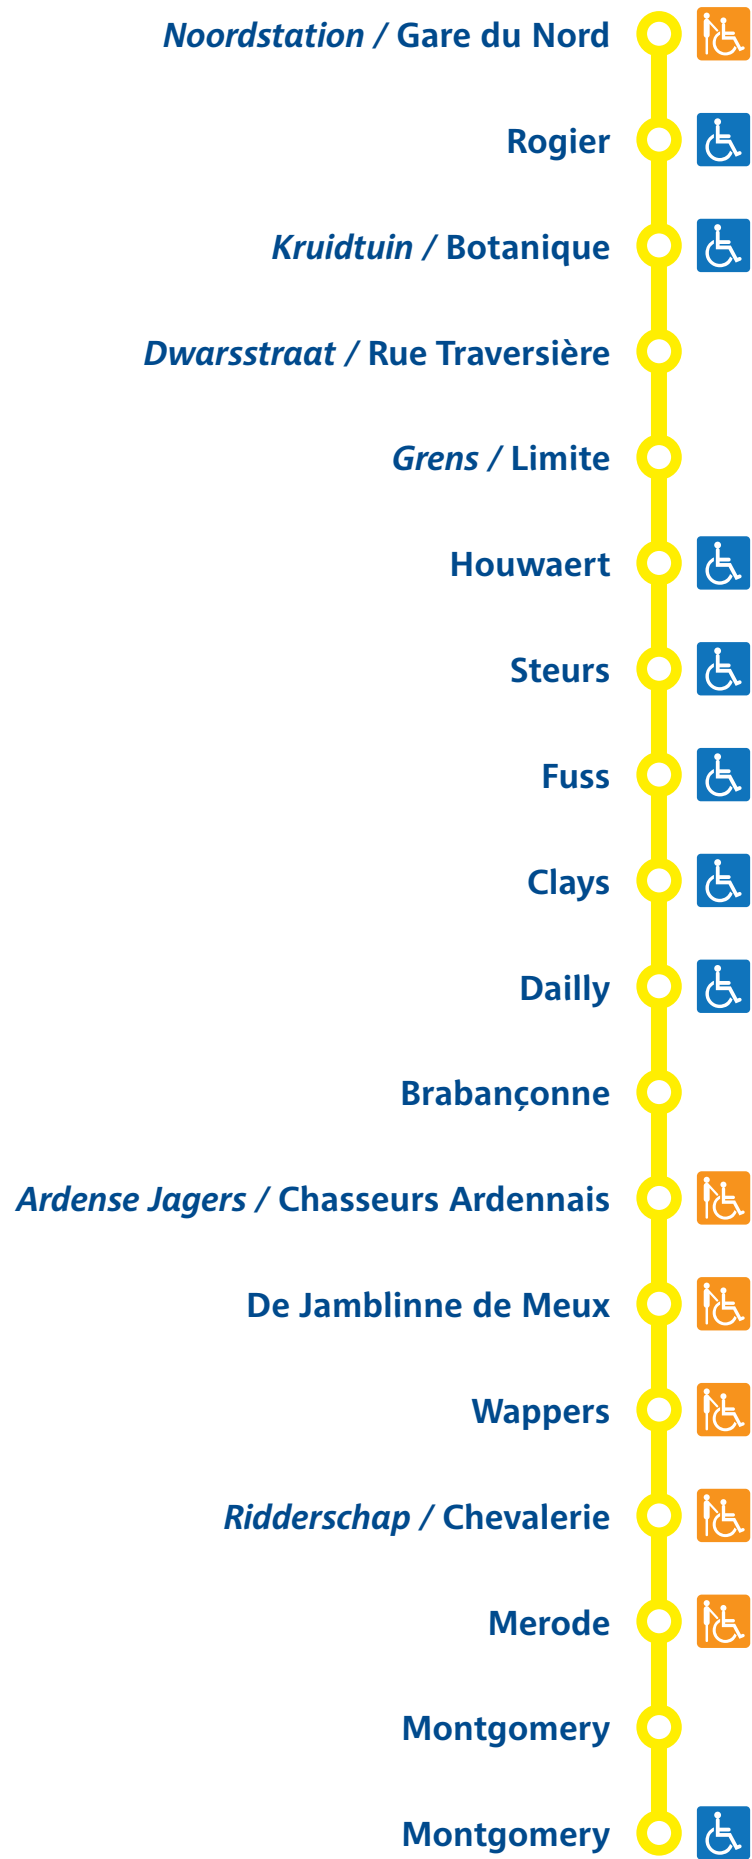 Noordstation / Gare du Nord
Rogier
Kruidtuin / Botanique
Dwarsstraat / Rue Traversière
Grens / Limite
Houwaert
Steurs
Fuss
Clays
Dailly
Brabançonne
Ardense Jagers / Chasseurs Ardennais
De Jamblinne de Meux
Wappers
Ridderschap / Chevalerie
Merode
Montgomery
Montgomery